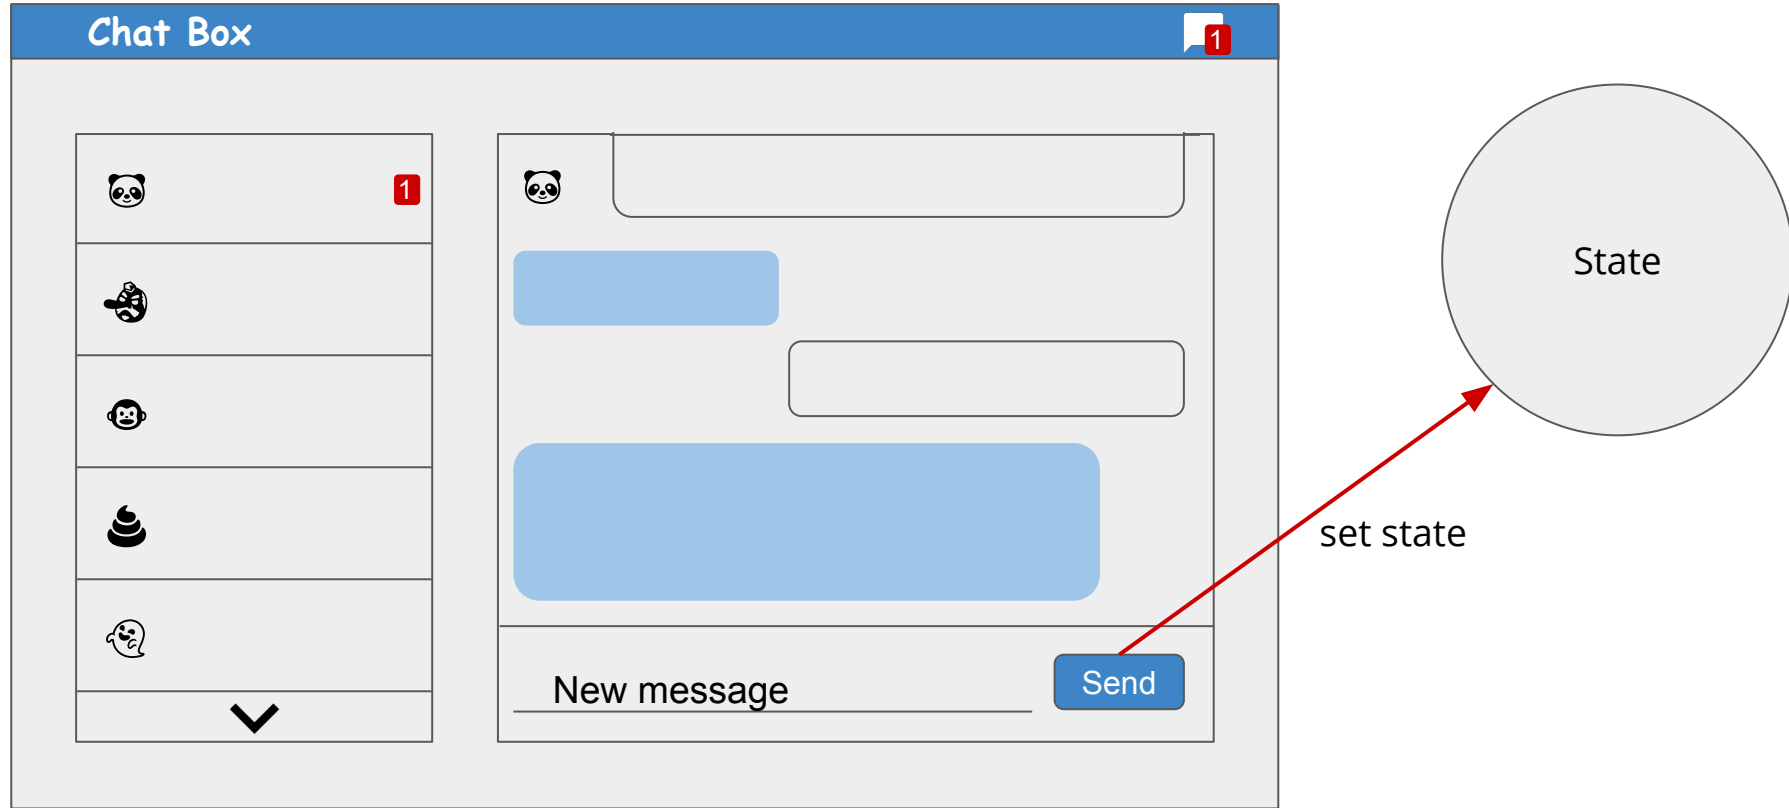 Chat Box
1
1
State
set state
New message
Send